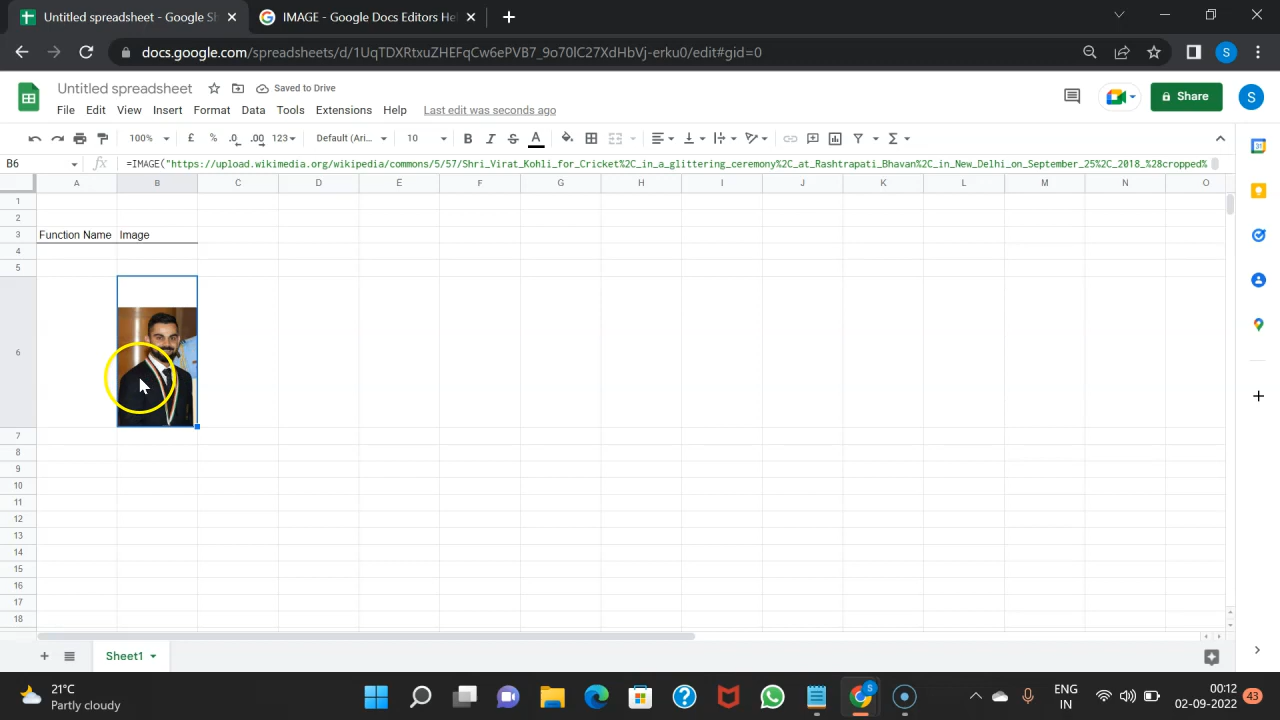 Untitled spreadsheet - Google Sh
IMAGE - Google Docs Editors Hel
docs.google.com/spreadsheets/d/1UqTDXRtxuZHEFqCw6ePVB7_9o70IC27XdHbVj-erku0/edit#gid=0
S
Untitled spreadsheet
Saved to Drive
File Edit View Insert Format Data Tools Extensions Help Last edit was seconds ago
Share
S
100% £ % .0 .00 123 Default (Ari... 10 B I S A
B6 fx =IMAGE("https://upload.wikimedia.org/wikipedia/commons/5/57/Shri_Virat_Kohli_for_Cricket%2C_in_a_glittering_ceremony%2C_at_Rashtrapati_Bhavan%2C_in_New_Delhi_on_September_25%2C_2018_%28cropped%
A B C D E F G H I J K L M N O
1
2
3 Function Name Image
4
5
6
7
8
9
10
11
12
13
14
15
16
17
18
Sheet1
21°C
Partly cloudy
S
ENG
IN
00:12
02-09-2022
43